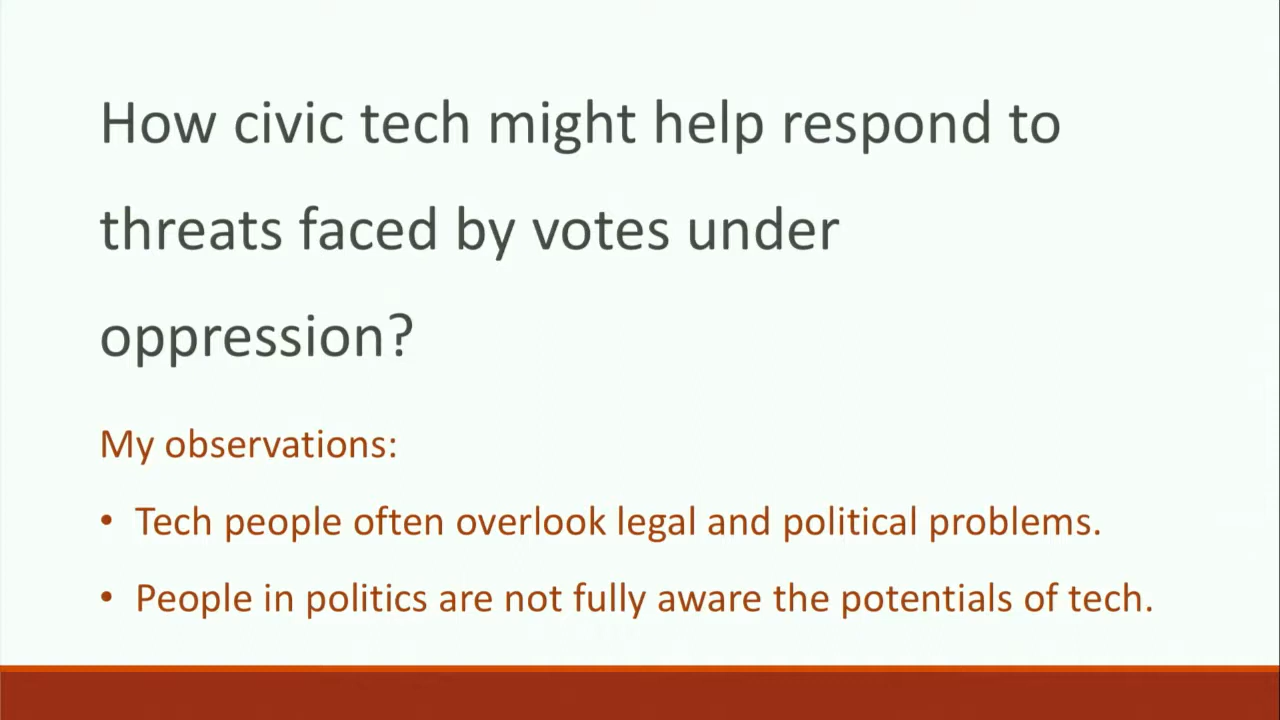 How civic tech might help respond to
threats faced by votes under
oppression?
My observations:
• Tech people often overlook legal and political problems.
• People in politics are not fully aware the potentials of tech.